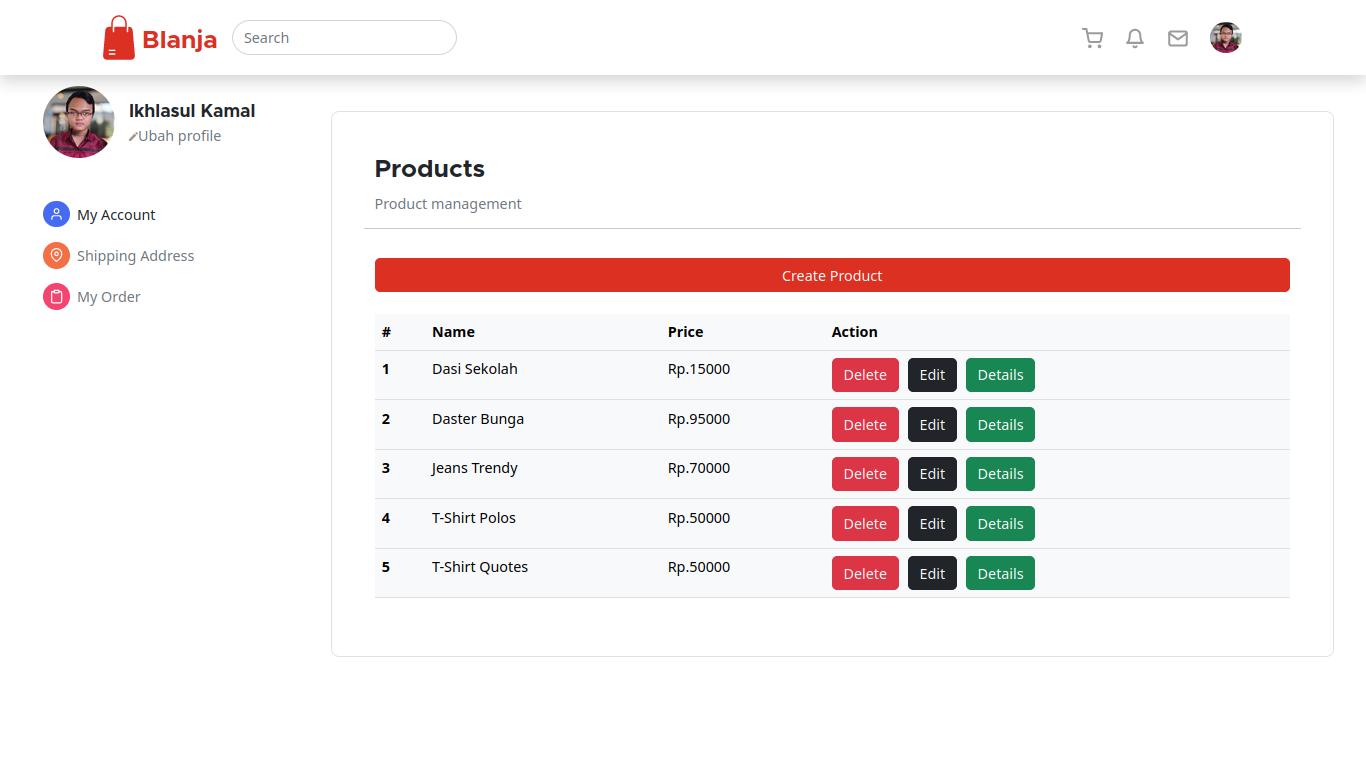 Blanja
Search
Ikhlasul Kamal
Ubah profile
My Account
Shipping Address
My Order
Products
Product management
Create Product
# Name Price Action
1 Dasi Sekolah Rp.15000 Delete Edit Details
2 Daster Bunga Rp.95000 Delete Edit Details
3 Jeans Trendy Rp.70000 Delete Edit Details
4 T-Shirt Polos Rp.50000 Delete Edit Details
5 T-Shirt Quotes Rp.50000 Delete Edit Details